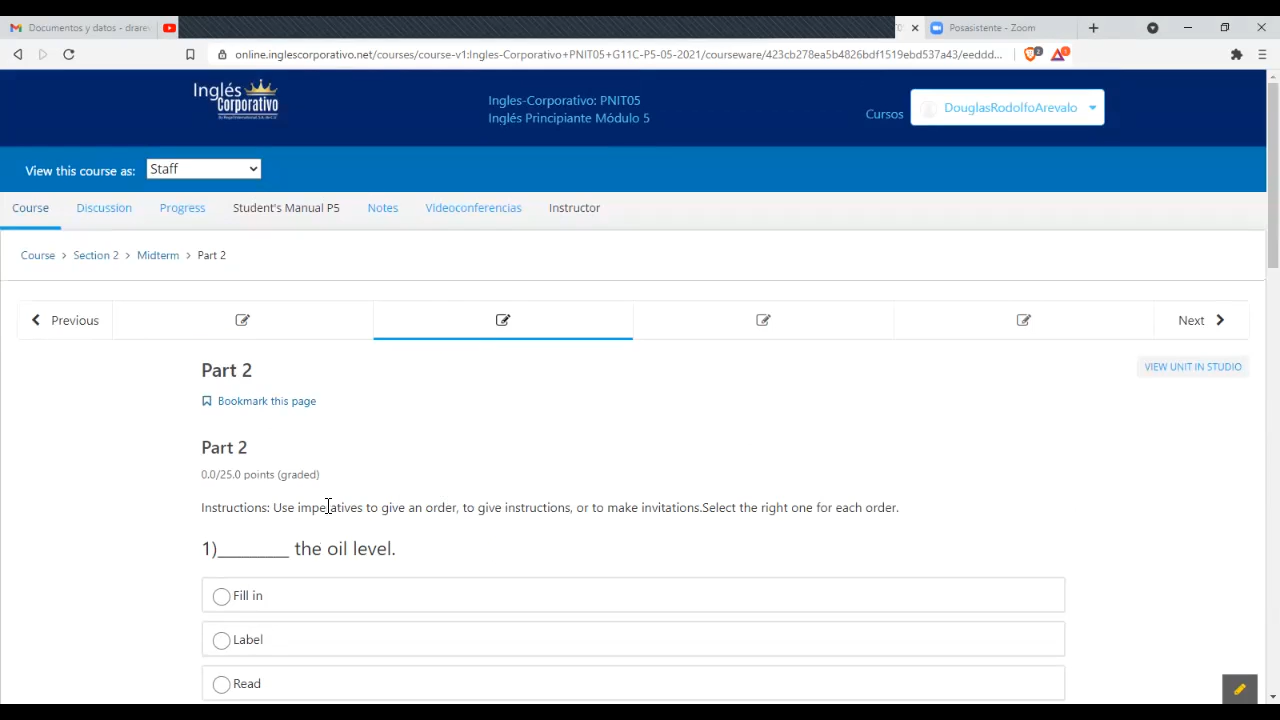 Documentos y datos - drarev
Posasistente - Zoom
online.inglescorporativo.net/courses/course-v1:Ingles-Corporativo+PNIT05+G11C-P5-05-2021/courseware/423cb278ea5b4826bdf1519ebd537a43/eeddd...
2
1
Inglés
Corporativo
Ingles-Corporativo: PNIT05
Inglés Principiante Módulo 5
Cursos
DouglasRodolfoArevalo
View this course as:
Staff
Course
Discussion
Progress
Student's Manual P5
Notes
Videoconferencias
Instructor
Course > Section 2 > Midterm > Part 2
Previous
Next
Part 2
VIEW UNIT IN STUDIO
Bookmark this page
Part 2
0.0/25.0 points (graded)
Instructions: Use imperatives to give an order, to give instructions, or to make invitations.Select the right one for each order.
1)________ the oil level.
Fill in
Label
Read